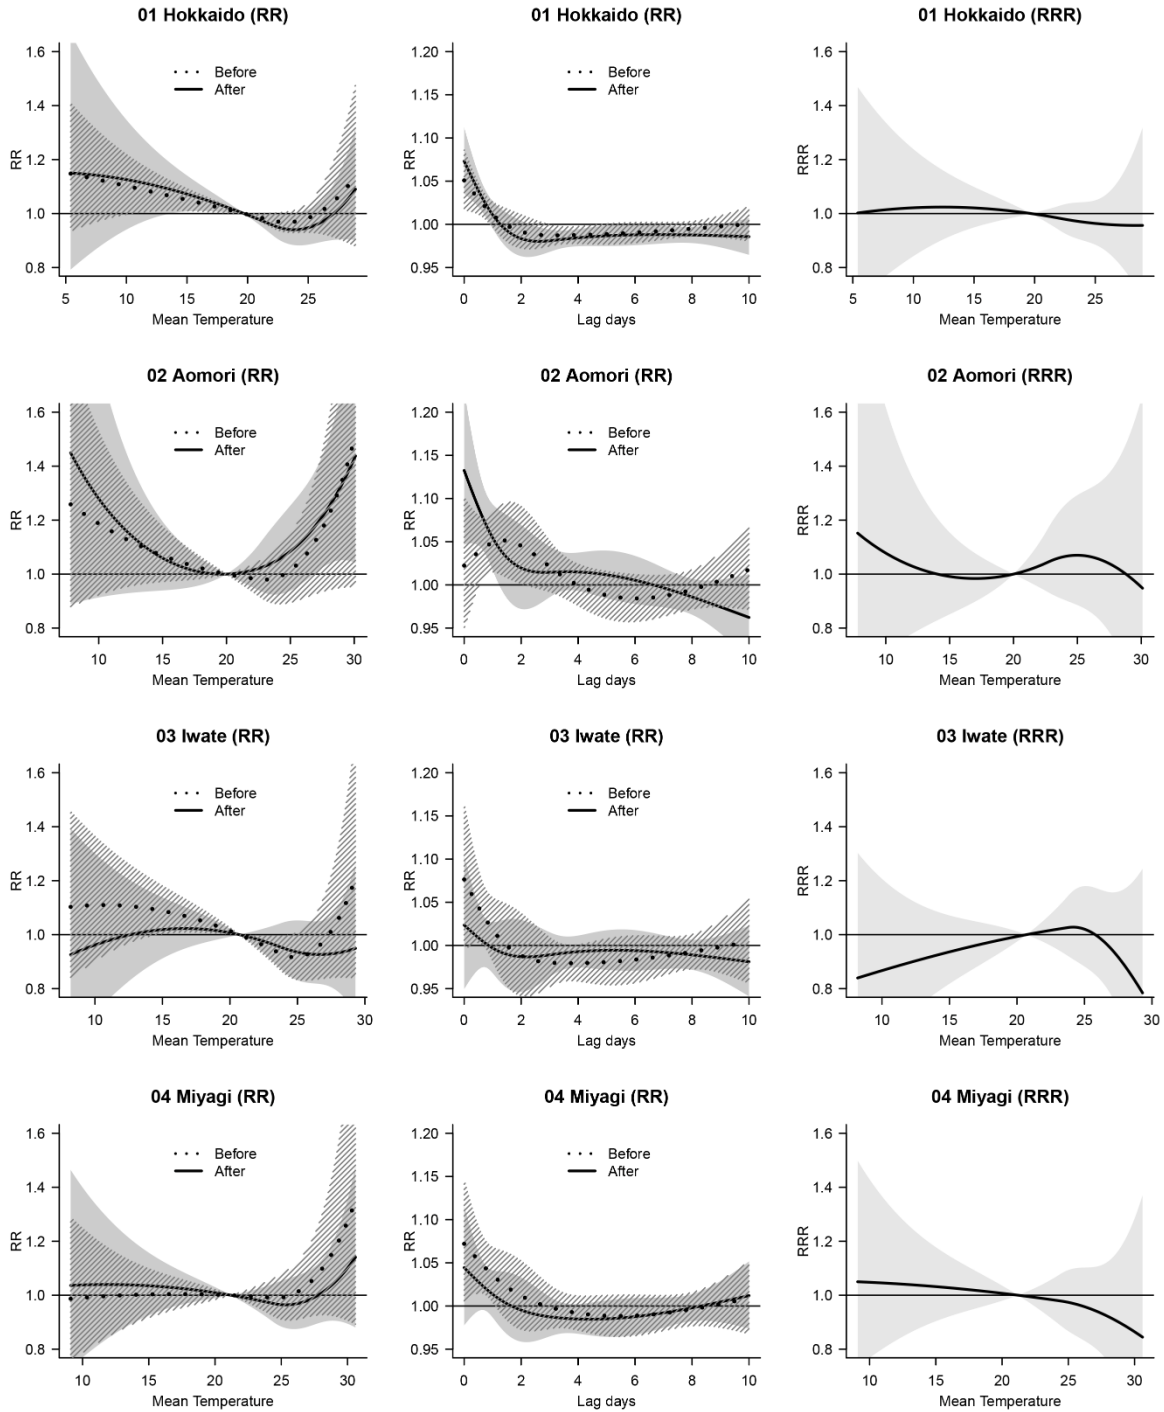 01 Hokkaido (RR)
1.6
1.4
1.2
1.0
0.8
RR
Before
After
5
10
15
20
25
Mean Temperature
01 Hokkaido (RR)
1.20
1.15
1.10
1.05
1.00
0.95
RR
Before
After
0
2
4
6
8
10
Lag days
01 Hokkaido (RRR)
1.6
1.4
1.2
1.0
0.8
RRR
5
10
15
20
25
Mean Temperature
02 Aomori (RR)
1.6
1.4
1.2
1.0
0.8
RR
Before
After
10
15
20
25
30
Mean Temperature
02 Aomori (RR)
1.20
1.15
1.10
1.05
1.00
0.95
RR
Before
After
0
2
4
6
8
10
Lag days
02 Aomori (RRR)
1.6
1.4
1.2
1.0
0.8
RRR
10
15
20
25
30
Mean Temperature
03 Iwate (RR)
1.6
1.4
1.2
1.0
0.8
RR
Before
After
10
15
20
25
30
Mean Temperature
03 Iwate (RR)
1.20
1.15
1.10
1.05
1.00
0.95
RR
Before
After
0
2
4
6
8
10
Lag days
03 Iwate (RRR)
1.6
1.4
1.2
1.0
0.8
RRR
10
15
20
25
30
Mean Temperature
04 Miyagi (RR)
1.6
1.4
1.2
1.0
0.8
RR
Before
After
10
15
20
25
30
Mean Temperature
04 Miyagi (RR)
1.20
1.15
1.10
1.05
1.00
0.95
RR
Before
After
0
2
4
6
8
10
Lag days
04 Miyagi (RRR)
1.6
1.4
1.2
1.0
0.8
RRR
10
15
20
25
30
Mean Temperature